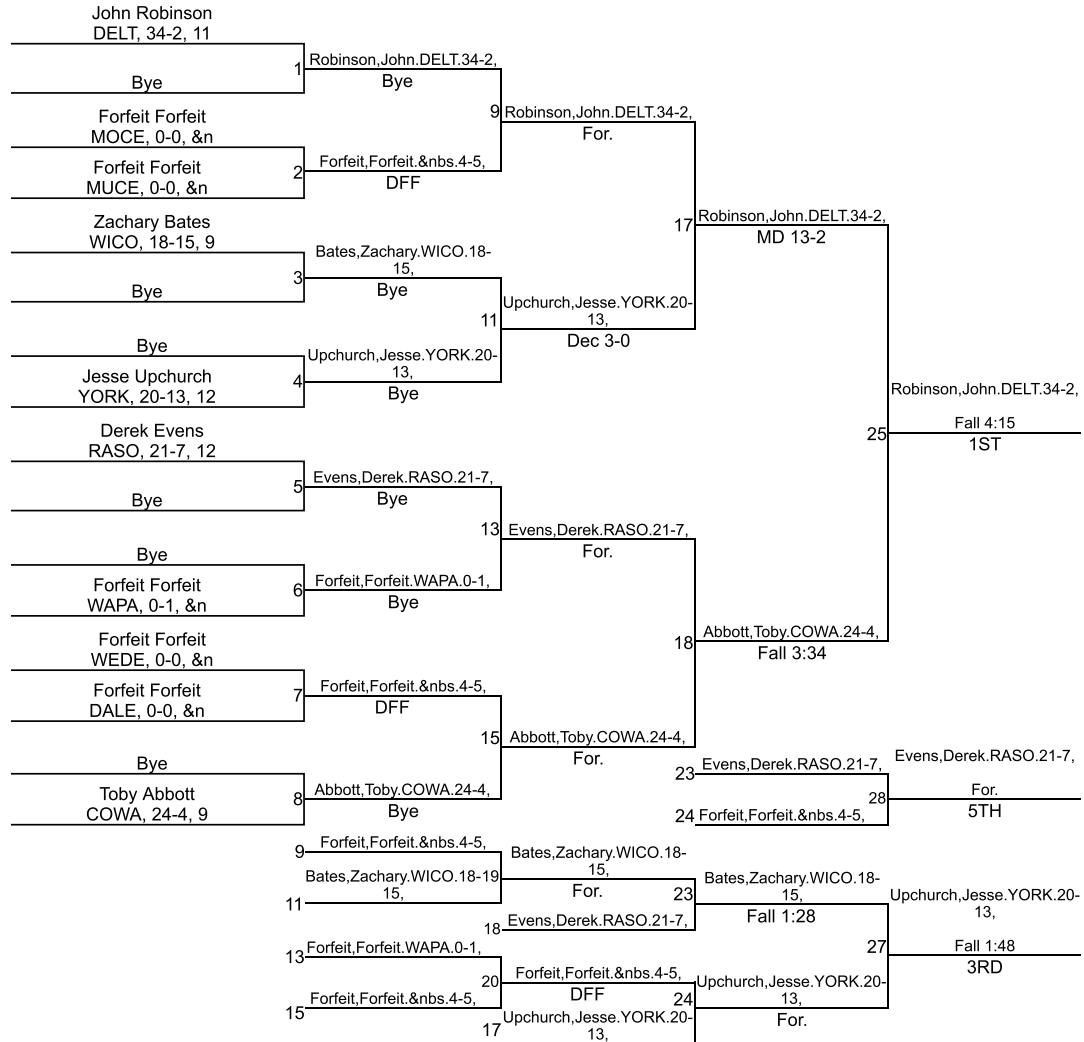 John Robinson
DELT, 34-2, 11
1
Robinson,John.DELT.34-2,
Bye
Bye
9
Robinson,John.DELT.34-2,
For.
Forfeit Forfeit
MOCE, 0-0, &n
2
Forfeit,Forfeit.&nbs.4-5,
DFF
Forfeit Forfeit
MUCE, 0-0, &n
17
Robinson,John.DELT.34-2,
MD 13-2
Zachary Bates
WICO, 18-15, 9
3
Bates,Zachary.WICO.18-
15,
Bye
Bye
11
Upchurch,Jesse.YORK.20-
13,
Dec 3-0
Bye
4
Upchurch,Jesse.YORK.20-
13,
Bye
Jesse Upchurch
YORK, 20-13, 12
25
Robinson,John.DELT.34-2,
Fall 4:15
1ST
Derek Evens
RASO, 21-7, 12
5
Evens,Derek.RASO.21-7,
Bye
Bye
13
Evens,Derek.RASO.21-7,
For.
Bye
6
Forfeit,Forfeit.WAPA.0-1,
Bye
Forfeit Forfeit
WAPA, 0-1, &n
18
Abbott,Toby.COWA.24-4,
Fall 3:34
Forfeit Forfeit
WEDE, 0-0, &n
7
Forfeit,Forfeit.&nbs.4-5,
DFF
Forfeit Forfeit
DALE, 0-0, &n
15
Abbott,Toby.COWA.24-4,
For.
Bye
8
Abbott,Toby.COWA.24-4,
Bye
Toby Abbott
COWA, 24-4, 9
23
Evens,Derek.RASO.21-7,
28
Evens,Derek.RASO.21-7,
For.
5TH
24
Forfeit,Forfeit.&nbs.4-5,
9
Forfeit,Forfeit.&nbs.4-5,
11
Bates,Zachary.WICO.18-
15,
19
Bates,Zachary.WICO.18-
15,
For.
18
Evens,Derek.RASO.21-7,
23
Bates,Zachary.WICO.18-
15,
Fall 1:28
27
Upchurch,Jesse.YORK.20-
13,
Fall 1:48
3RD
13
Forfeit,Forfeit.WAPA.0-1,
20
Forfeit,Forfeit.&nbs.4-5,
DFF
15
Forfeit,Forfeit.&nbs.4-5,
17
Upchurch,Jesse.YORK.20-
13,
24
Upchurch,Jesse.YORK.20-
13,
For.